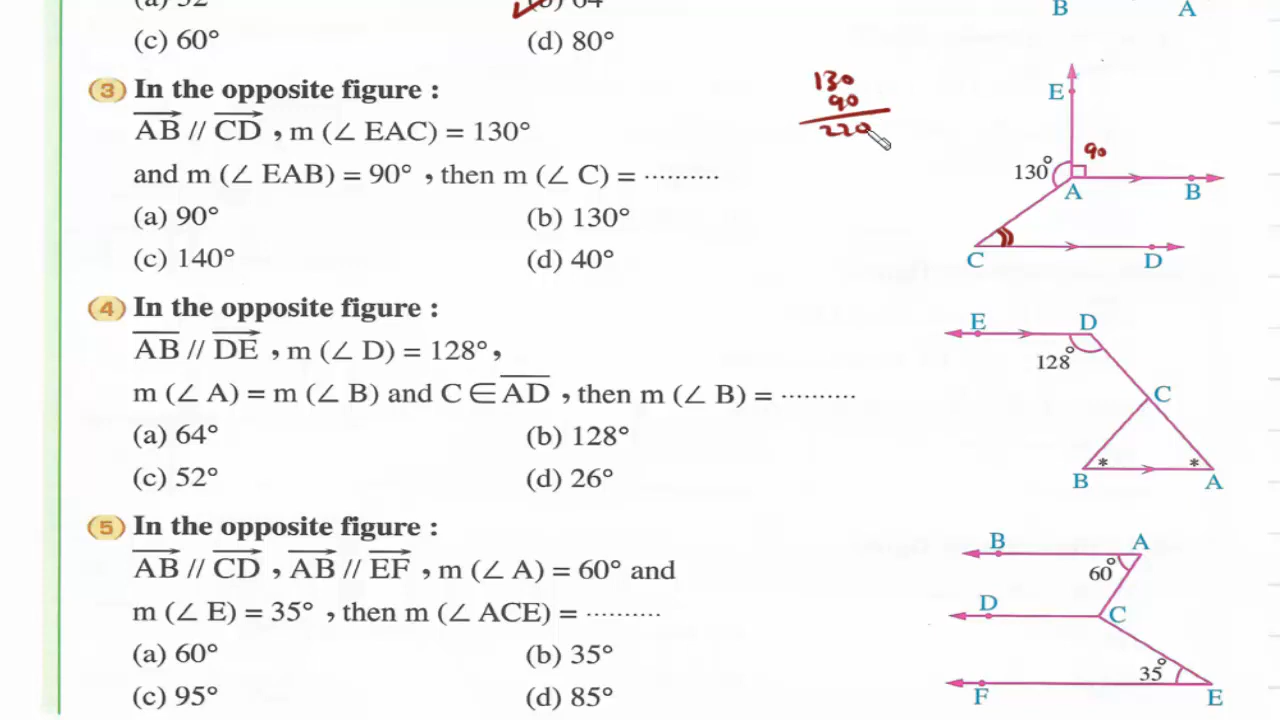 (d) 80°
(c) 60°
B A
3 In the opposite figure :
AB // CD , m (∠ EAC) = 130°
and m (∠ EAB) = 90° , then m (∠ C) = ..........
(a) 90° (b) 130°
(c) 140° (d) 40°
130
90
220
E
90
130°
A B
C D
4 In the opposite figure :
AB // DE , m (∠ D) = 128° ,
m (∠ A) = m (∠ B) and C ∈ AD , then m (∠ B) = ..........
(a) 64° (b) 128°
(c) 52° (d) 26°
E D
128°
C
* *
B A
5 In the opposite figure :
AB // CD , AB // EF , m (∠ A) = 60° and
m (∠ E) = 35° , then m (∠ ACE) = ..........
(a) 60° (b) 35°
(c) 95° (d) 85°
B A
60°
D C
35°
F E